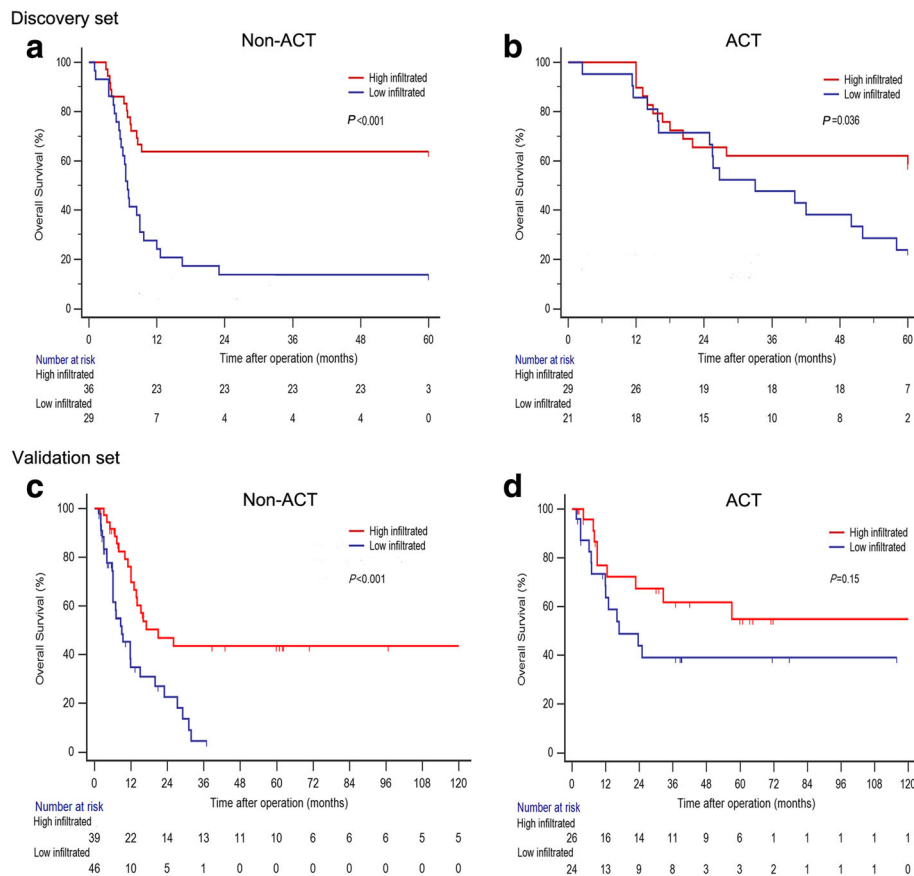 Discovery set
a Non-ACT
100
80
60
40
20
0
Overall Survival (%)
High infiltrated
Low infiltrated
P<0.001
0 12 24 36 48 60
Time after operation (months)
Number at risk
High infiltrated
36 23 23 23 23 3
Low infiltrated
29 7 4 4 4 0
b ACT
100
80
60
40
20
0
Overall Survival (%)
High infiltrated
Low infiltrated
P=0.036
0 12 24 36 48 60
Time after operation (months)
Number at risk
High infiltrated
29 26 19 18 18 7
Low infiltrated
21 18 15 10 8 2
Validation set
c Non-ACT
100
80
60
40
20
0
Overall Survival (%)
High infiltrated
Low infiltrated
P<0.001
0 12 24 36 48 60 72 84 96 108 120
Time after operation (months)
Number at risk
High infiltrated
39 22 14 13 11 10 6 6 6 5 5
Low infiltrated
46 10 5 1 0 0 0 0 0 0 0
d ACT
100
80
60
40
20
0
Overall Survival (%)
High infiltrated
Low infiltrated
P=0.15
0 12 24 36 48 60 72 84 96 108 120
Time after operation (months)
Number at risk
High infiltrated
26 16 14 11 9 6 1 1 1 1 1
Low infiltrated
24 13 9 8 3 3 2 1 1 1 0